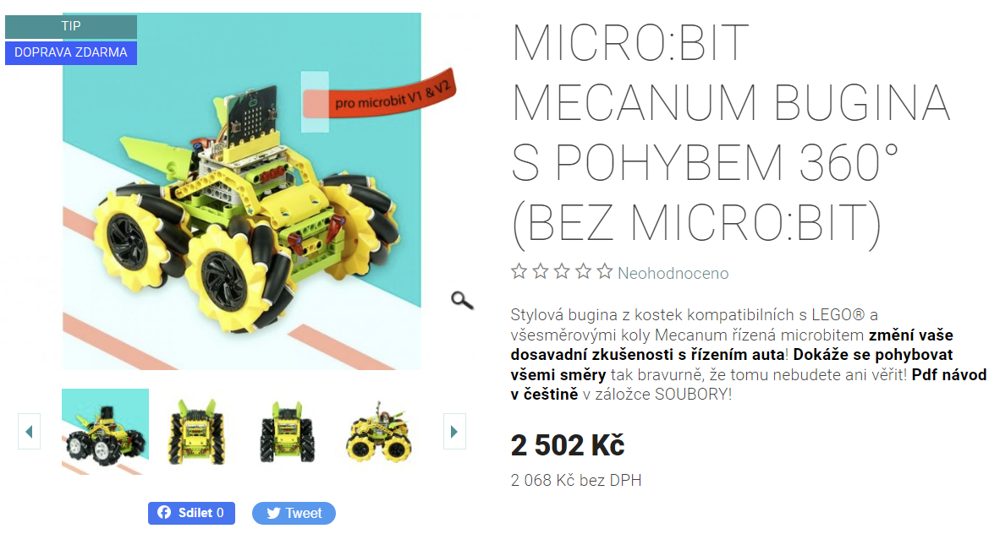 TIP
DOPRAVA ZDARMA
pro microbit V1 & V2
MICRO:BIT
MECANUM BUGINA
S POHYBEM 360°
(BEZ MICRO:BIT)
Neohodnoceno
Stylová bugina z kostek kompatibilních s LEGO® a
všesměrovými koly Mecanum řízená microbitem změní vaše
dosavadní zkušenosti s řízením auta! Dokáže se pohybovat
všemi směry tak bravurně, že tomu nebudete ani věřit! Pdf návod
v češtině v záložce SOUBORY!
2 502 Kč
2 068 Kč bez DPH
Sdílet 0
Tweet